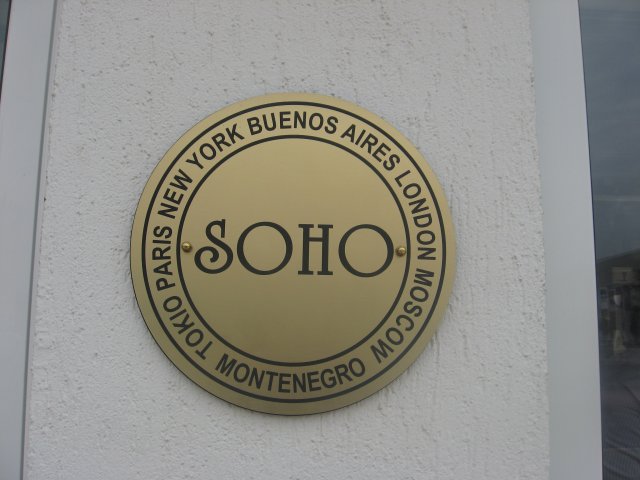 TOKIO PARIS NEW YORK BUENOS AIRES LONDON MOSCOW
SOHO
MONTENEGRO